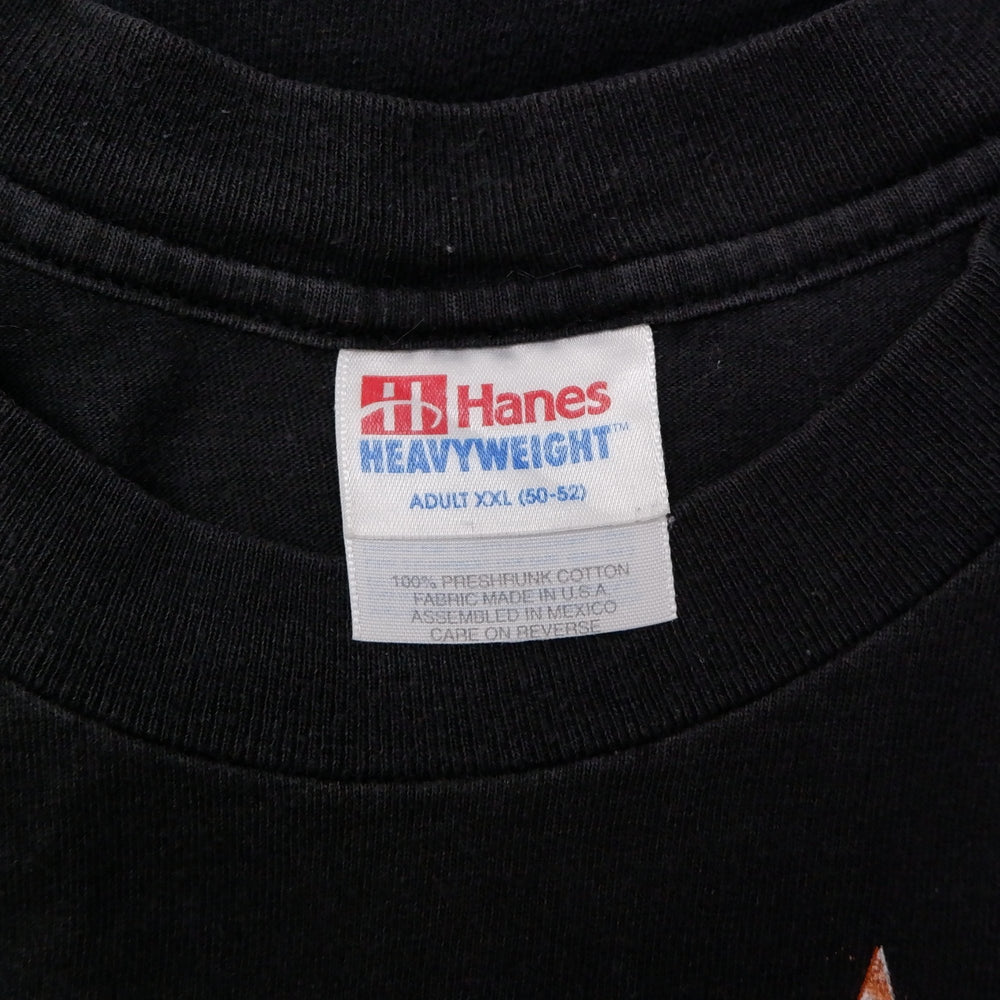 Hanes
HEAVYWEIGHT™
ADULT XXL (50-52)
100% PRESHRUNK COTTON
FABRIC MADE IN U.S.A.
ASSEMBLED IN MEXICO
CARE ON REVERSE